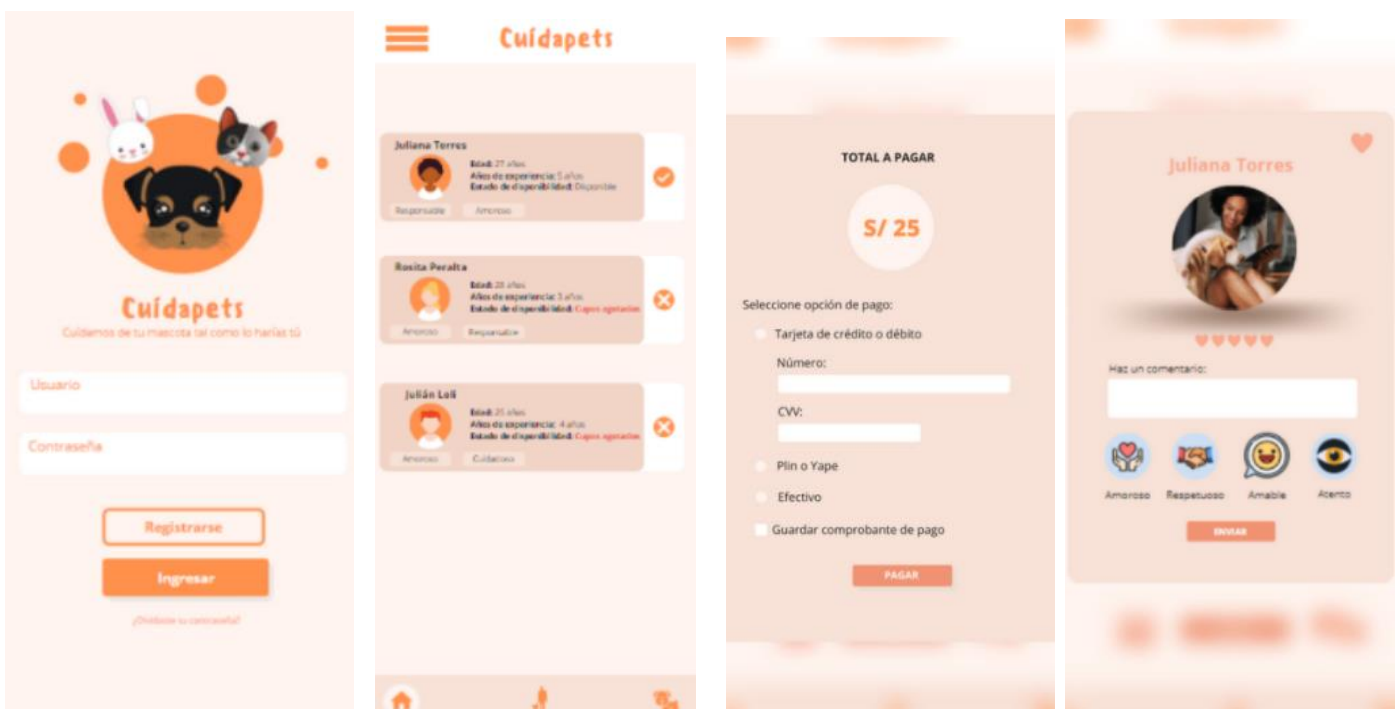 Cuídapets
Cuidamos de tu mascota tal como lo harías tú
Usuario
Contraseña
Registrarse
Ingresar
¿Olvidaste tu contraseña?
Cuídapets
Juliana Torres
Edad: 27 años
Años de experiencia: 5 años
Estado de disponibilidad: Disponible
Responsable Amoroso
Rosita Peralta
Edad: 28 años
Años de experiencia: 3 años
Estado de disponibilidad: Cupos agotados
Amoroso Responsable
Julián Loli
Edad: 25 años
Años de experiencia: 4 años
Estado de disponibilidad: Cupos agotados
Amoroso Cuidadoso
TOTAL A PAGAR
S/ 25
Seleccione opción de pago:
Tarjeta de crédito o débito
Número:
CVV:
Plin o Yape
Efectivo
Guardar comprobante de pago
PAGAR
Juliana Torres
Haz un comentario:
Amoroso Respetuoso Amable Atento
ENVIAR